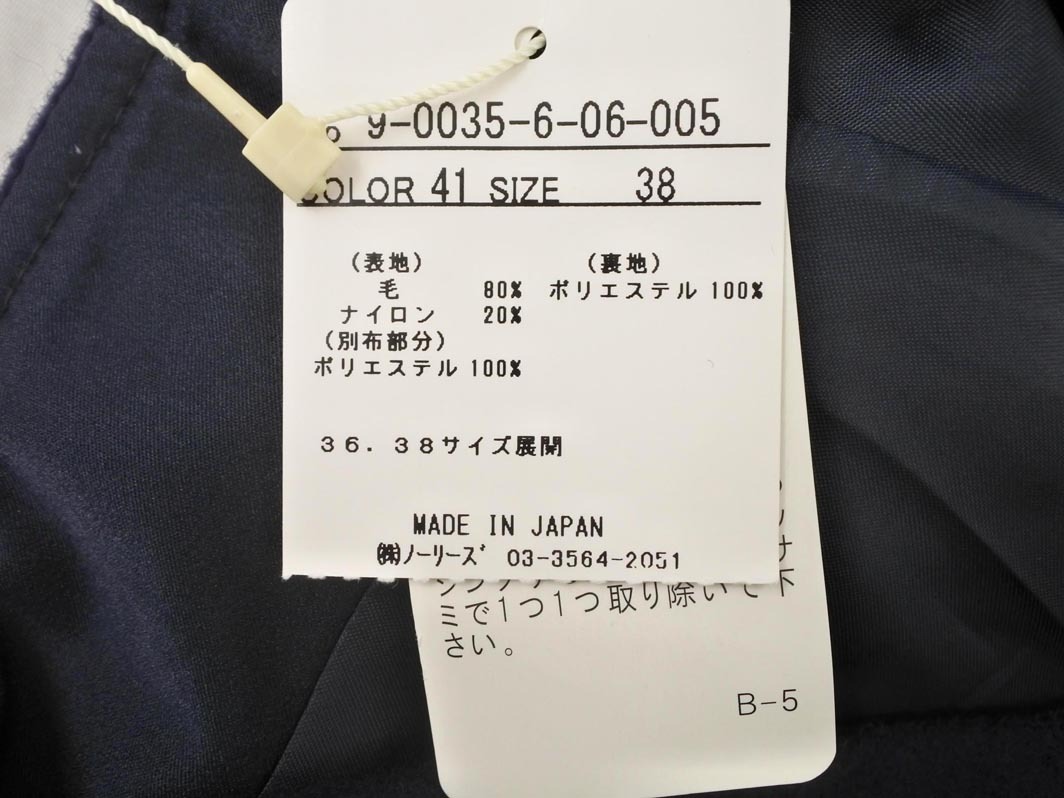 9-0035-6-06-005
COLOR 41 SIZE 38
(表地) (裏地)
毛 80% ポリエステル 100%
ナイロン 20%
(別布部分)
ポリエステル 100%
36. 38サイズ展開
MADE IN JAPAN
㈱ノーリーズ 03-3564-2051
ミで1つ1つ取り除いて下
さい。
B-5